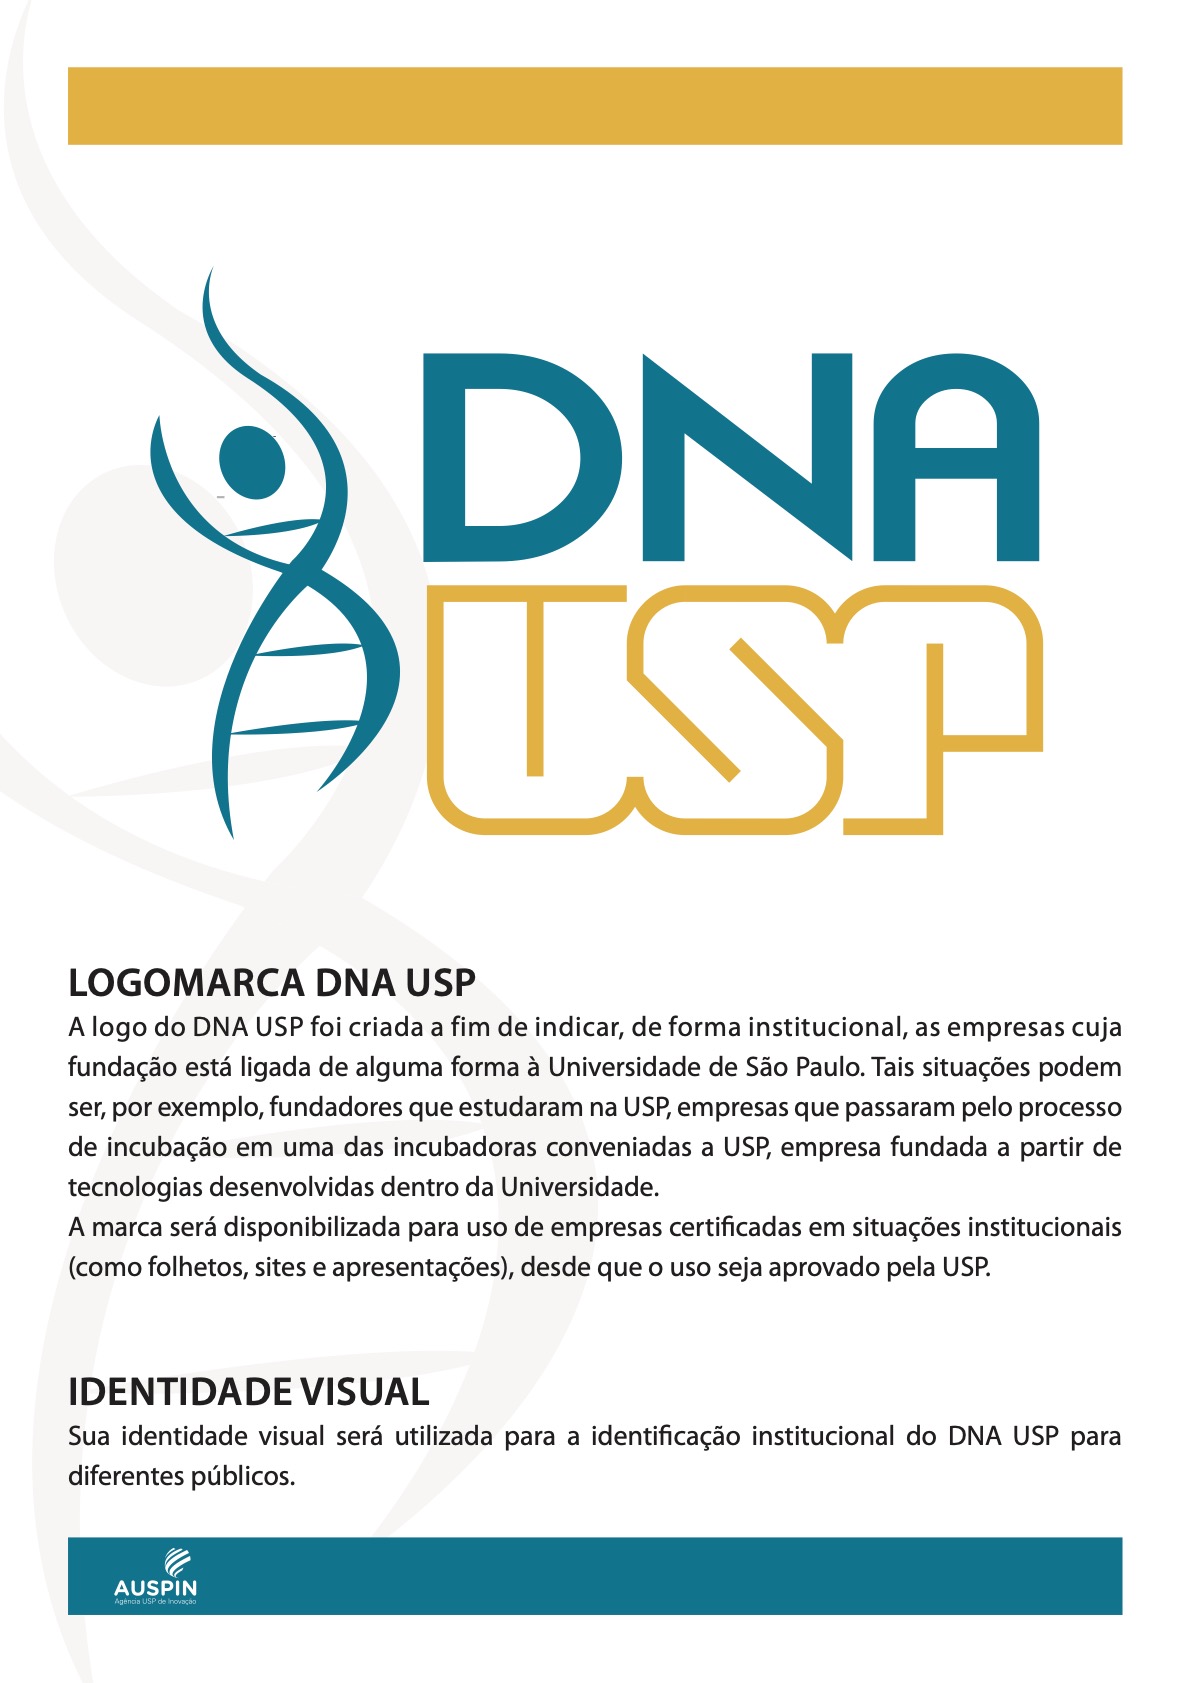 DNA
USP
LOGOMARCA DNA USP
A logo do DNA USP foi criada a fim de indicar, de forma institucional, as empresas cuja
fundação está ligada de alguma forma à Universidade de São Paulo. Tais situações podem
ser, por exemplo, fundadores que estudaram na USP, empresas que passaram pelo processo
de incubação em uma das incubadoras conveniadas a USP, empresa fundada a partir de
tecnologias desenvolvidas dentro da Universidade.
A marca será disponibilizada para uso de empresas certificadas em situações institucionais
(como folhetos, sites e apresentações), desde que o uso seja aprovado pela USP.
IDENTIDADE VISUAL
Sua identidade visual será utilizada para a identificação institucional do DNA USP para
diferentes públicos.
AUSPIN
Agência USP de Inovação